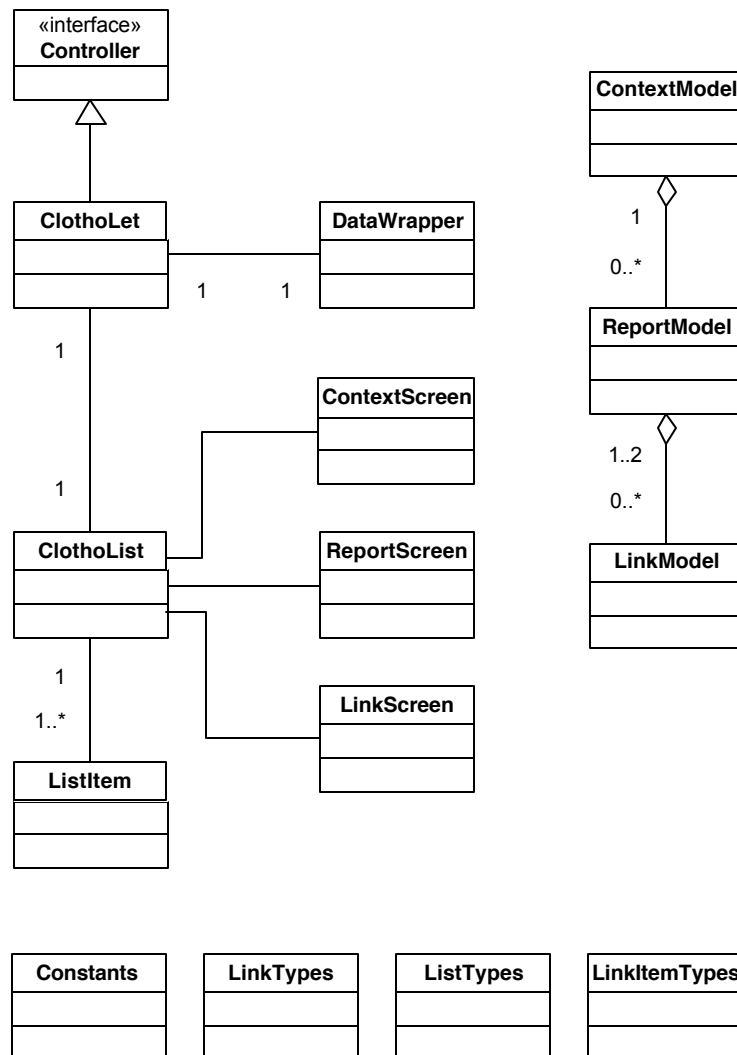 «interface»
Controller
ContextModel
ClothoLet
DataWrapper
1
0..*
1
1
1
ReportModel
ContextScreen
1..2
0..*
1
ClothoList
ReportScreen
LinkModel
1
1..*
LinkScreen
ListItem
Constants
LinkTypes
ListTypes
LinkItemTypes